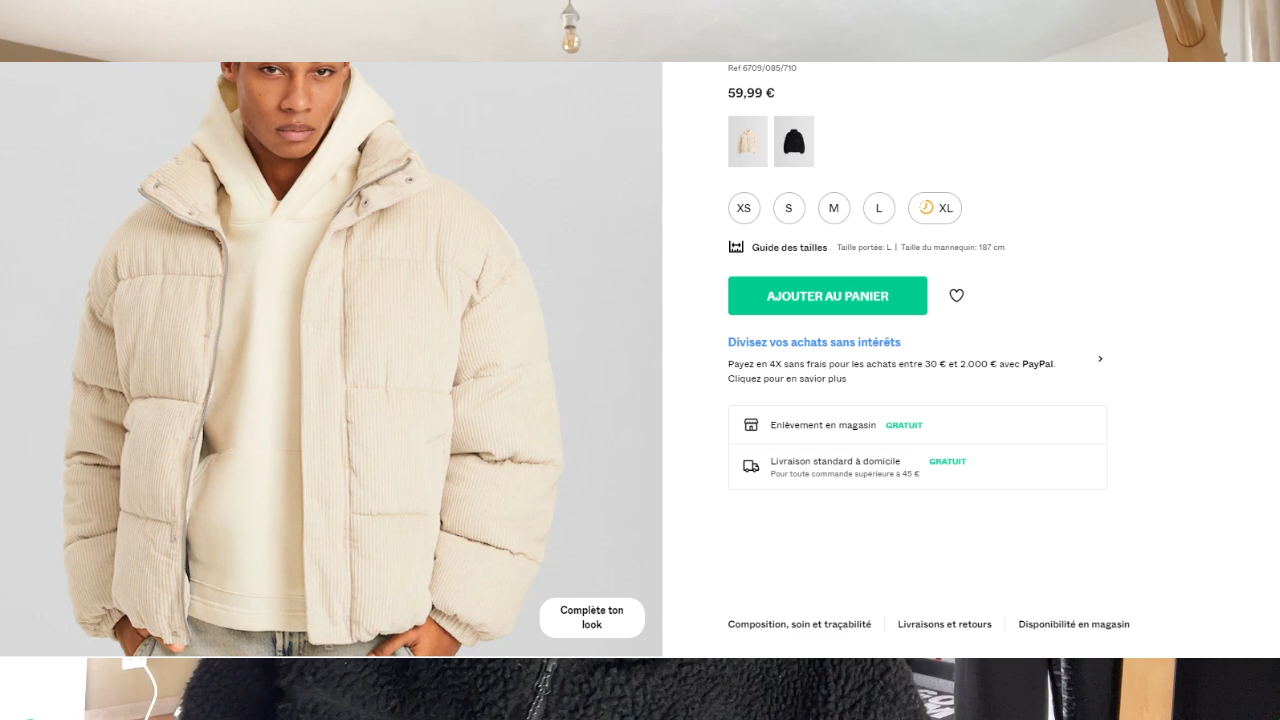 Ref 6709/085/710
59,99 €
XS
S
M
L
XL
Guide des tailles
Taille portée: L | Taille du mannequin: 187 cm
AJOUTER AU PANIER
Divisez vos achats sans intérêts
Payez en 4X sans frais pour les achats entre 30 € et 2.000 € avec PayPal.
Cliquez pour en savior plus
Enlèvement en magasin GRATUIT
Livraison standard à domicile GRATUIT
Pour toute commande supérieure à 45 €
Complète ton
look
Composition, soin et traçabilité
Livraisons et retours
Disponibilité en magasin